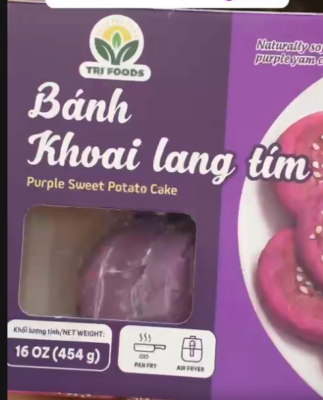 TRI FOODS
Naturally
purple yam
Bánh
Khoai lang tím
Purple Sweet Potato Cake
Khối lượng tịnh/NET WEIGHT:
16 OZ (454 g)
PAN FRY
AIR FRYER